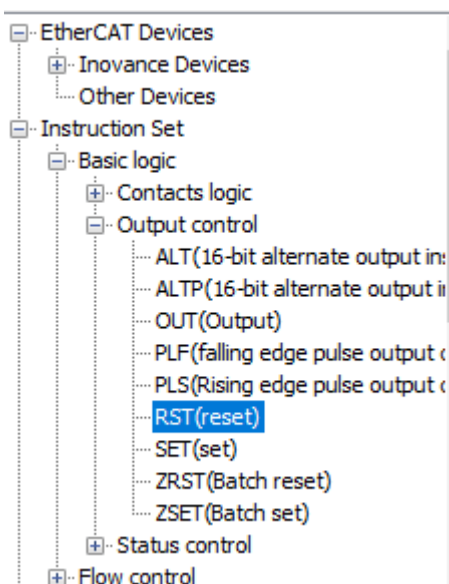 EtherCAT Devices
Inovance Devices
Other Devices
Instruction Set
Basic logic
Contacts logic
Output control
ALT(16-bit alternate output
ALTP(16-bit alternate output
OUT(Output)
PLF(falling edge pulse output
PLS(Rising edge pulse output
RST(reset)
SET(set)
ZRST(Batch reset)
ZSET(Batch set)
Status control
Flow control